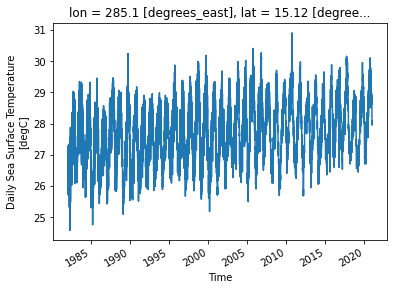 lon = 285.1 [degrees_east], lat = 15.12 [degree...
31
30
29
28
27
26
25
Daily Sea Surface Temperature
[degC]
1985 1990 1995 2000 2005 2010 2015 2020
Time